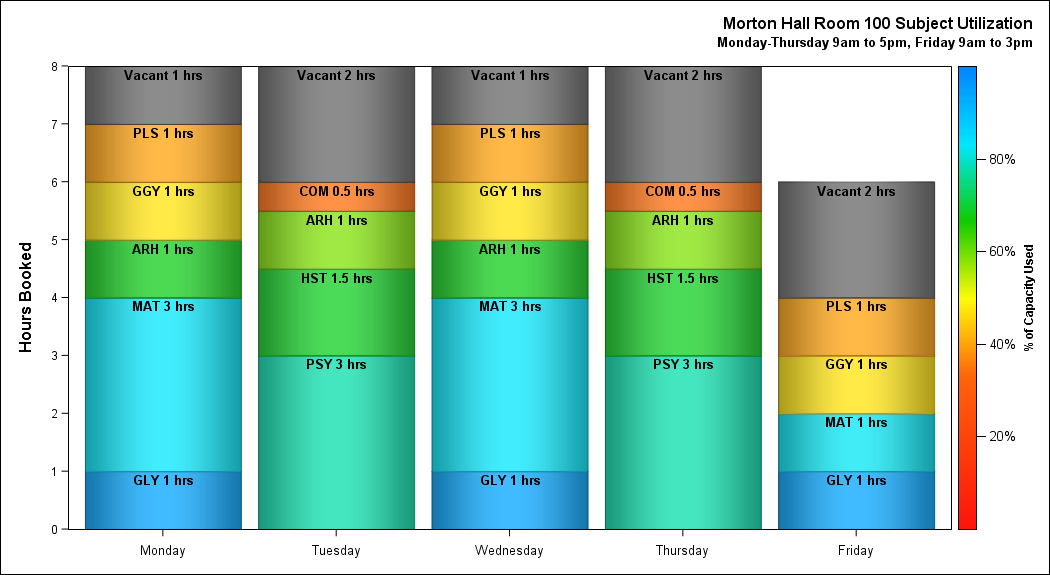 Morton Hall Room 100 Subject Utilization
Monday-Thursday 9am to 5pm, Friday 9am to 3pm
Hours Booked
8
7
6
5
4
3
2
1
0
Vacant 1 hrs
PLS 1 hrs
GGY 1 hrs
ARH 1 hrs
MAT 3 hrs
GLY 1 hrs
Vacant 2 hrs
COM 0.5 hrs
ARH 1 hrs
HST 1.5 hrs
PSY 3 hrs
Vacant 1 hrs
PLS 1 hrs
GGY 1 hrs
ARH 1 hrs
MAT 3 hrs
GLY 1 hrs
Vacant 2 hrs
COM 0.5 hrs
ARH 1 hrs
HST 1.5 hrs
PSY 3 hrs
Vacant 2 hrs
PLS 1 hrs
GGY 1 hrs
MAT 1 hrs
GLY 1 hrs
Monday
Tuesday
Wednesday
Thursday
Friday
80%
60%
40%
20%
% of Capacity Used